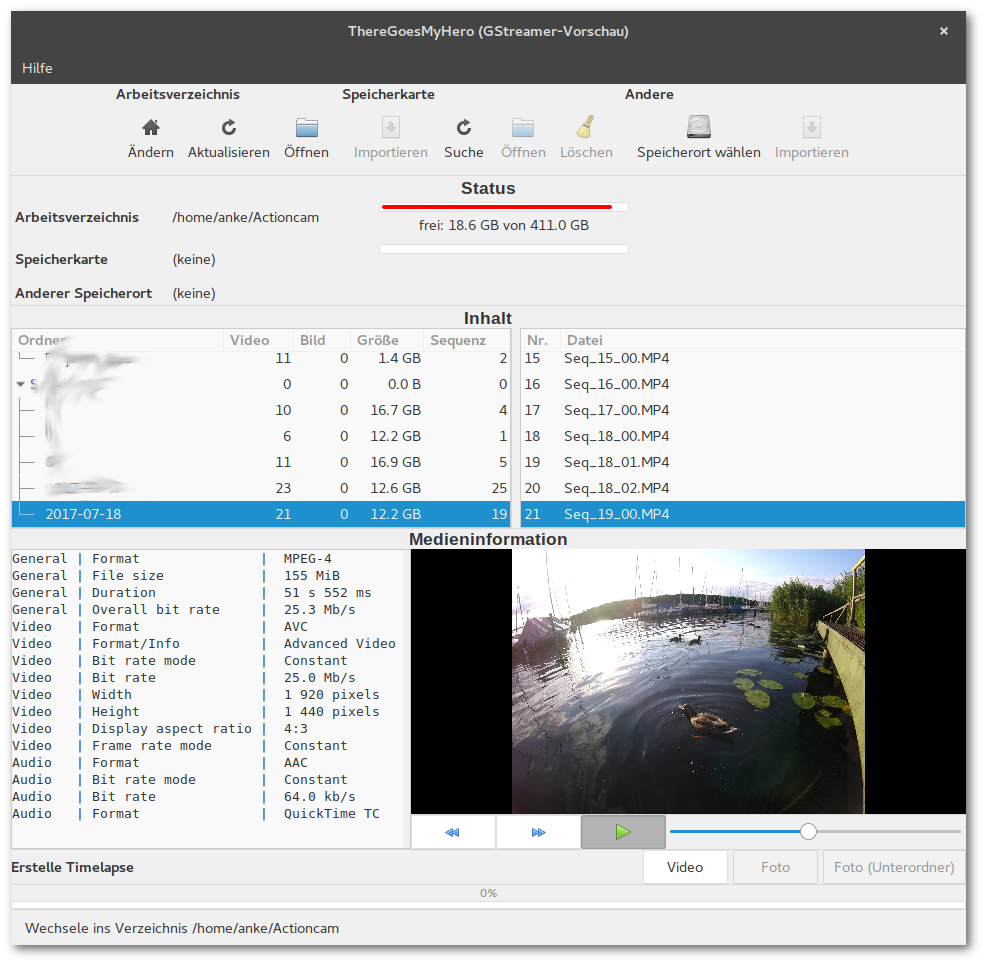 ThereGoesMyHero (GStreamer-Vorschau)
Hilfe
Arbeitsverzeichnis Speicherkarte Andere
Ändern Aktualisieren Öffnen Importieren Suche Öffnen Löschen Speicherort wählen Importieren
Status
Arbeitsverzeichnis /home/anke/Actioncam
frei: 18.6 GB von 411.0 GB
Speicherkarte (keine)
Anderer Speicherort (keine)
Inhalt
Ordner Video Bild Größe Sequenz Nr. Datei
11 0 1.4 GB 2 15 Seq_15_00.MP4
0 0 0.0 B 0 16 Seq_16_00.MP4
10 0 16.7 GB 4 17 Seq_17_00.MP4
6 0 12.2 GB 1 18 Seq_18_00.MP4
11 0 16.9 GB 5 19 Seq_18_01.MP4
23 0 12.6 GB 25 20 Seq_18_02.MP4
2017-07-18 21 0 12.2 GB 19 21 Seq_19_00.MP4
Medieninformation
General | Format | MPEG-4
General | File size | 155 MiB
General | Duration | 51 s 552 ms
General | Overall bit rate | 25.3 Mb/s
Video | Format | AVC
Video | Format/Info | Advanced Video
Video | Bit rate mode | Constant
Video | Bit rate | 25.0 Mb/s
Video | Width | 1 920 pixels
Video | Height | 1 440 pixels
Video | Display aspect ratio | 4:3
Video | Frame rate mode | Constant
Audio | Format | AAC
Audio | Bit rate mode | Constant
Audio | Bit rate | 64.0 kb/s
Audio | Format | QuickTime TC
Erstelle Timelapse Video Foto Foto (Unterordner)
0%
Wechsele ins Verzeichnis /home/anke/Actioncam